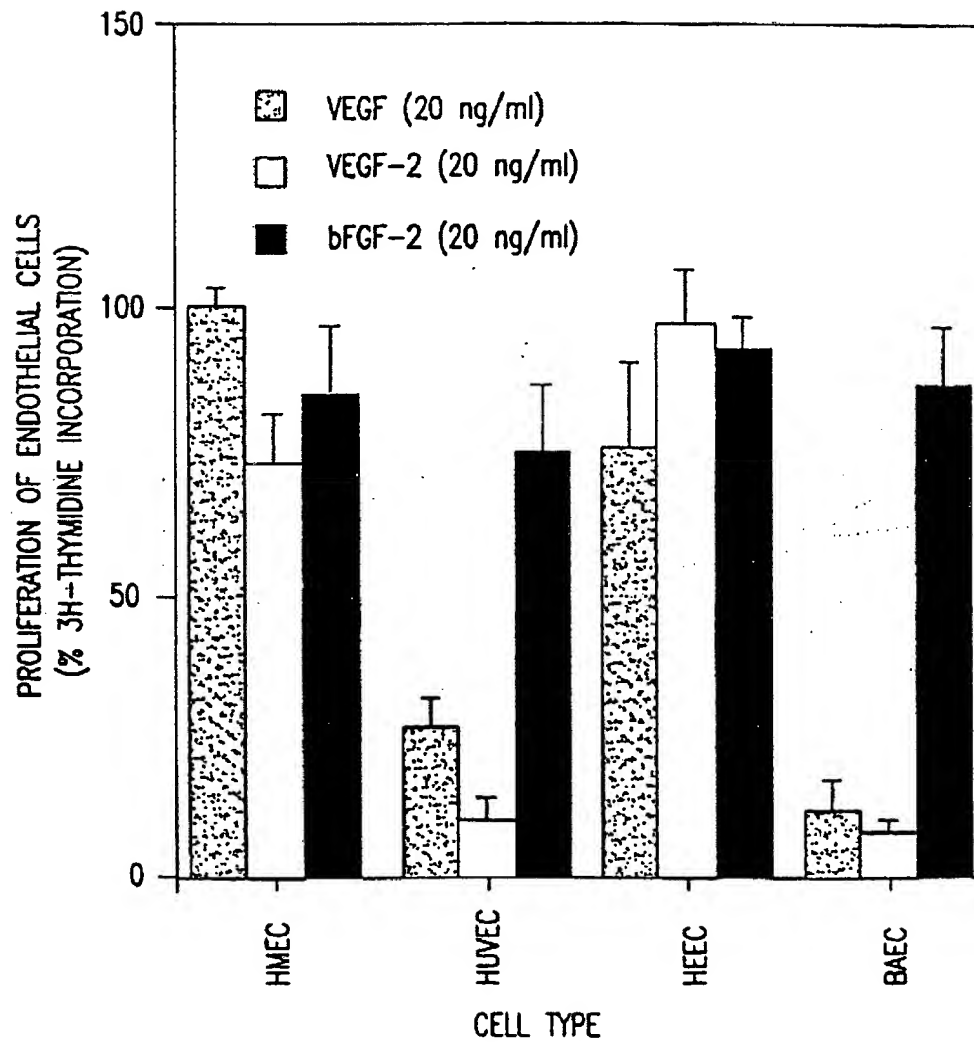 150
100
50
0
VEGF (20 ng/ml)
VEGF-2 (20 ng/ml)
bFGF-2 (20 ng/ml)
PROLIFERATION OF ENDOTHELIAL CELLS
(% 3H-THYMIDINE INCORPORATION)
HMEC
HUVEC
HEEC
BAEC
CELL TYPE